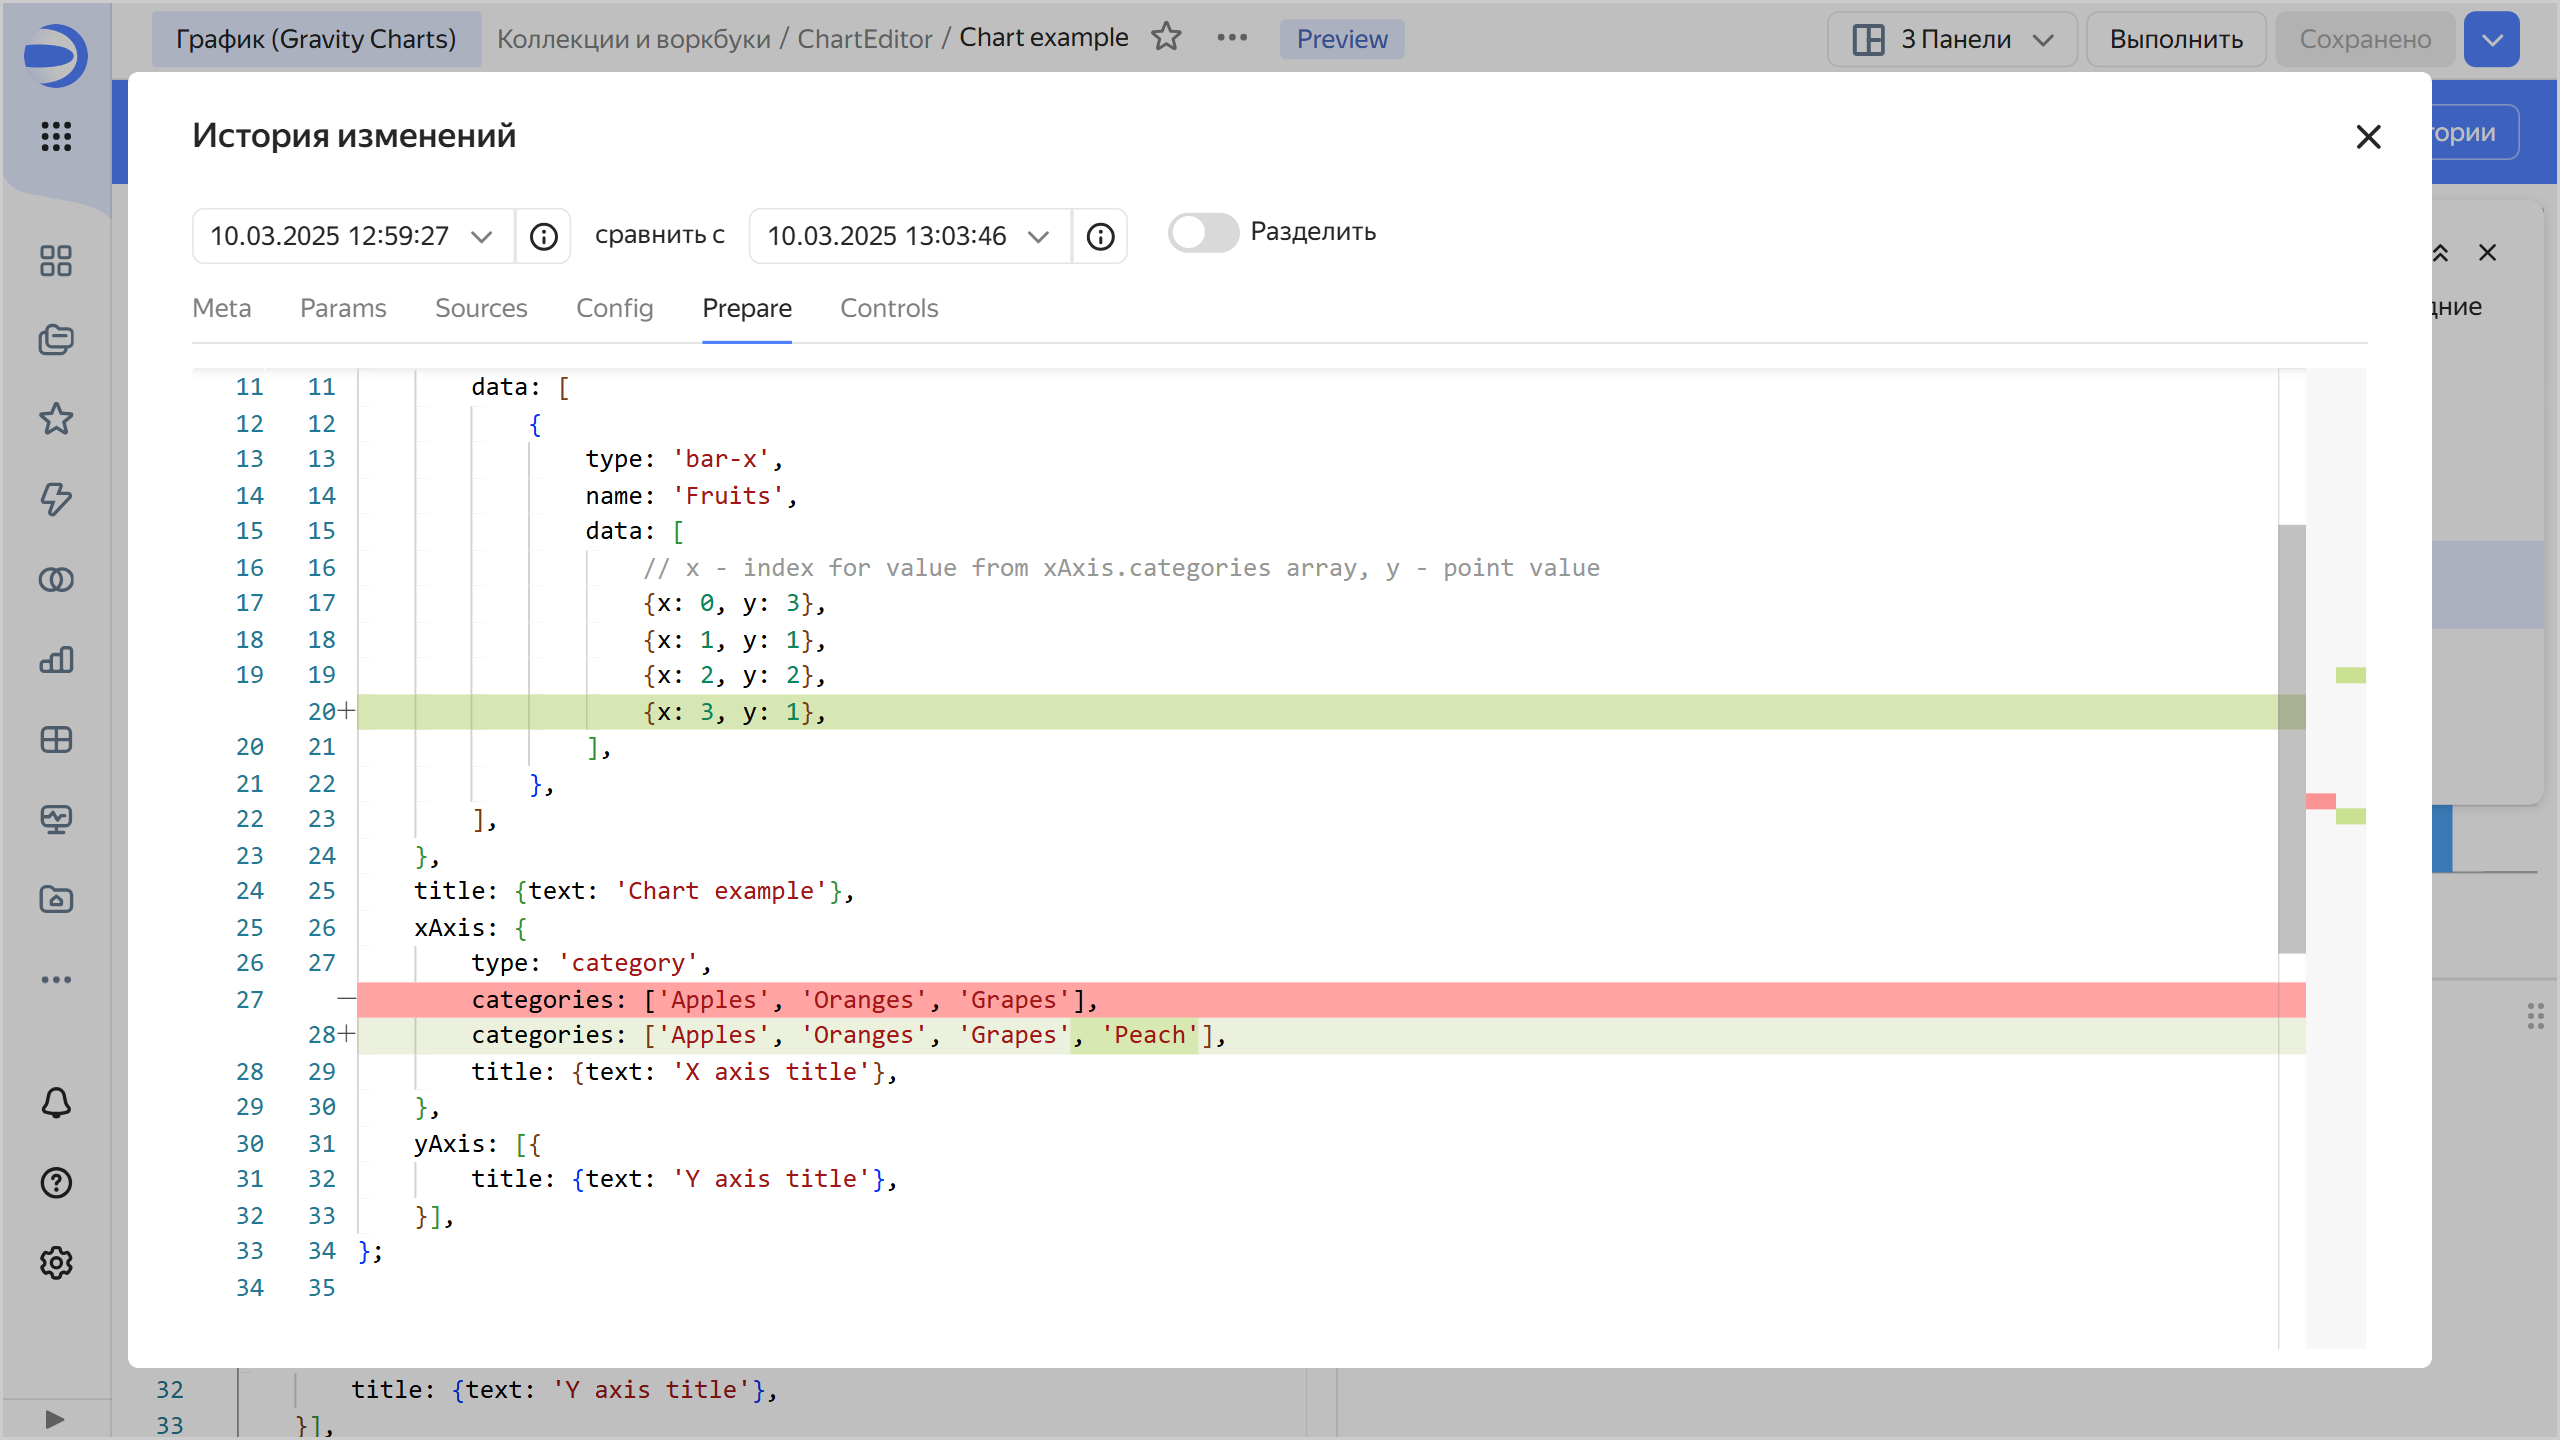 График (Gravity Charts) Коллекции и воркбуки / ChartEditor / Chart example ••• Preview 3 Панели Выполнить Сохранено
История изменений
10.03.2025 12:59:27 сравнить с 10.03.2025 13:03:46 Разделить
Meta Params Sources Config Prepare Controls
11 11 data: [
12 12 {
13 13 type: 'bar-x',
14 14 name: 'Fruits',
15 15 data: [
16 16 // x - index for value from xAxis.categories array, y - point value
17 17 {x: 0, y: 3},
18 18 {x: 1, y: 1},
19 19 {x: 2, y: 2},
20+ {x: 3, y: 1},
20 21 ],
21 22 },
22 23 ],
23 24 },
24 25 title: {text: 'Chart example'},
25 26 xAxis: {
26 27 type: 'category',
27 — categories: ['Apples', 'Oranges', 'Grapes'],
28+ categories: ['Apples', 'Oranges', 'Grapes', 'Peach'],
28 29 title: {text: 'X axis title'},
29 30 },
30 31 yAxis: [{
31 32 title: {text: 'Y axis title'},
32 33 }],
33 34 };
34 35
32 title: {text: 'Y axis title'},
33 }],